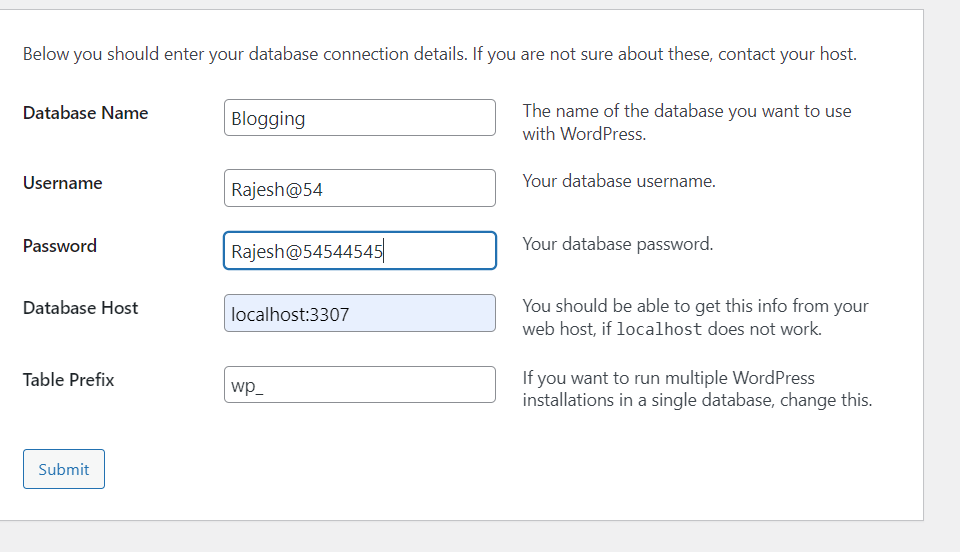 Below you should enter your database connection details. If you are not sure about these, contact your host.
Database Name
Blogging
The name of the database you want to use
with WordPress.
Username
Rajesh@54
Your database username.
Password
Rajesh@54544545
Your database password.
Database Host
localhost:3307
You should be able to get this info from your
web host, if localhost does not work.
Table Prefix
wp_
If you want to run multiple WordPress
installations in a single database, change this.
Submit